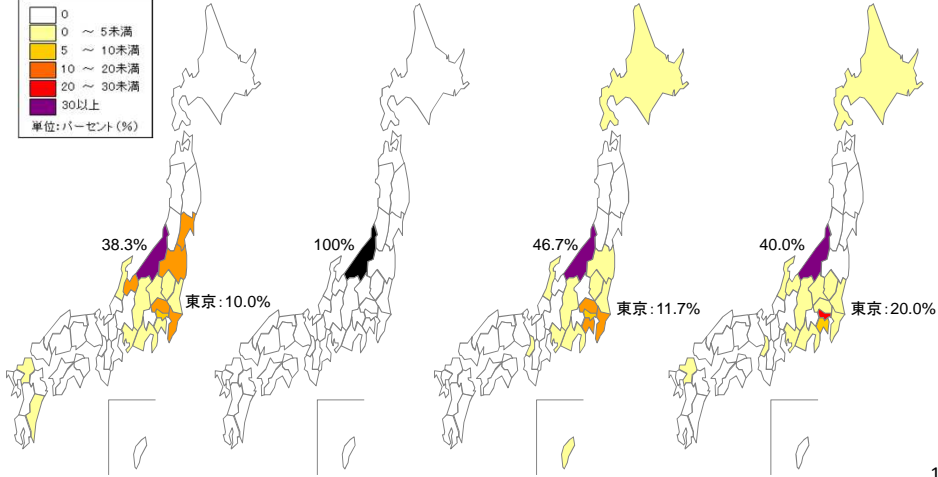 0
0 ～ 5未満
5 ～ 10未満
10 ～ 20未満
20 ～ 30未満
30以上
単位:パーセント(%)
38.3%
東京:10.0%
100%
46.7%
東京:11.7%
40.0%
東京:20.0%
1